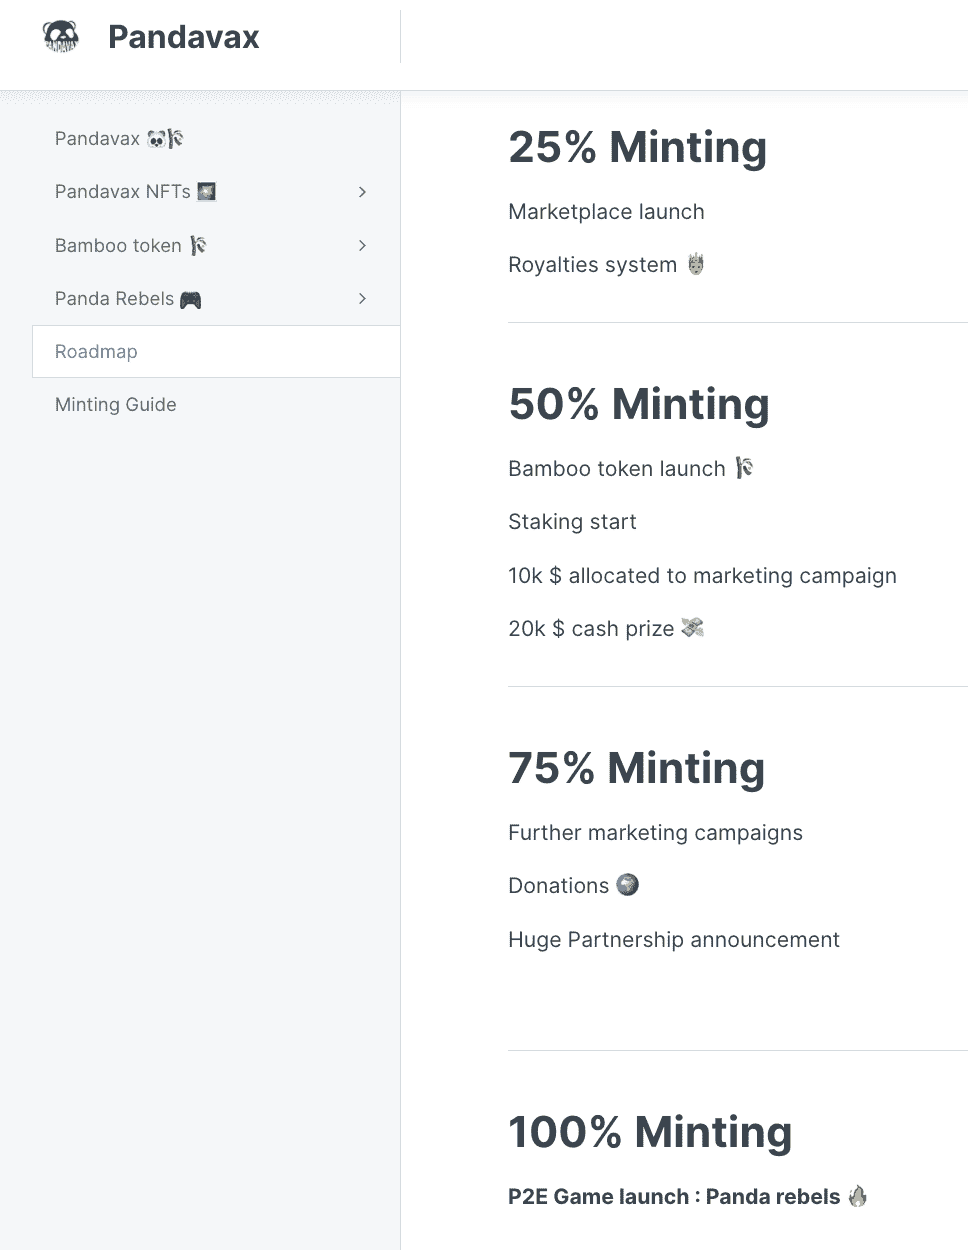 Pandavax
Pandavax 🐼🎋
Pandavax NFTs 🎆
Bamboo token 🎋
Panda Rebels 🎮
Roadmap
Minting Guide
25% Minting
Marketplace launch
Royalties system 🤴
50% Minting
Bamboo token launch 🎋
Staking start
10k $ allocated to marketing campaign
20k $ cash prize 💸
75% Minting
Further marketing campaigns
Donations 🌍
Huge Partnership announcement
100% Minting
P2E Game launch : Panda rebels 🔥